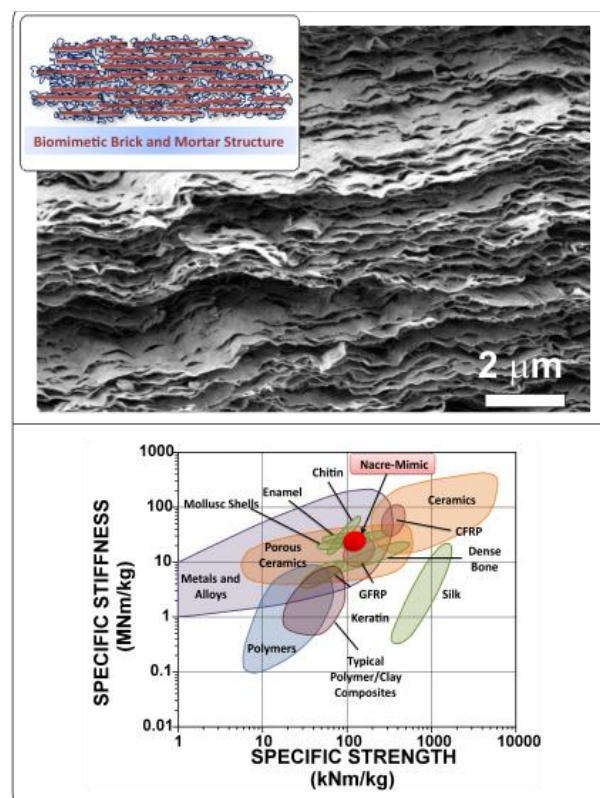 Biomimetic Brick and Mortar Structure
2 μm
SPECIFIC STIFFNESS
(MNm/kg)
1000
100
10
1
0.1
0.01
Nacre-Mimic
Chitin
Enamel
Mollusc Shells
Ceramics
CFRP
Porous
Ceramics
Dense
Bone
Metals and
Alloys
GFRP
Silk
Keratin
Polymers
Typical
Polymer/Clay
Composites
1
10
100
1000
10000
SPECIFIC STRENGTH
(kNm/kg)